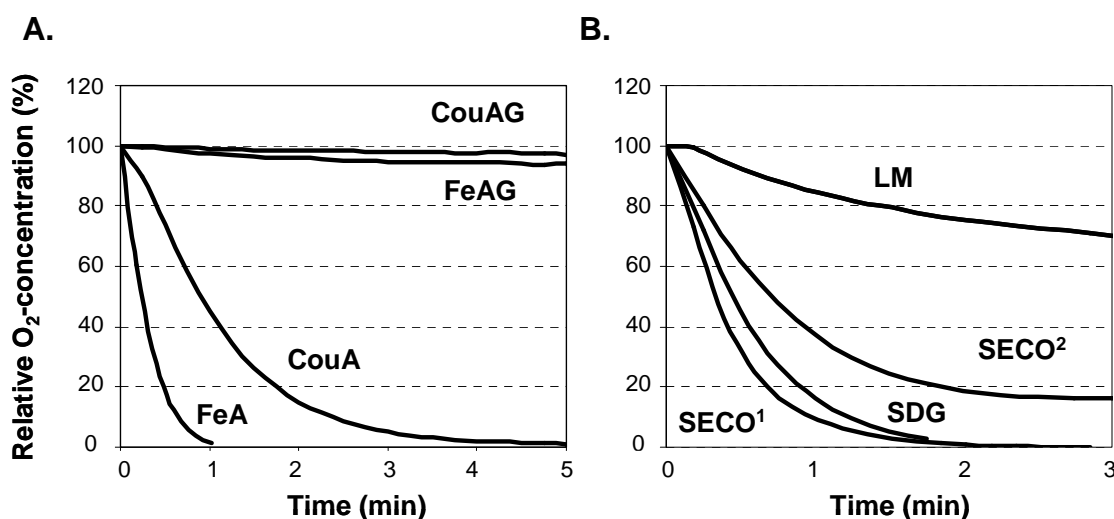 A.
B.
Relative O₂-concentration (%)
120
100
80
60
40
20
0
CouAG
FeAG
CouA
FeA
0 1 2 3 4 5
Time (min)
120
100
80
60
40
20
0
LM
SECO²
SDG
SECO¹
0 1 2 3
Time (min)